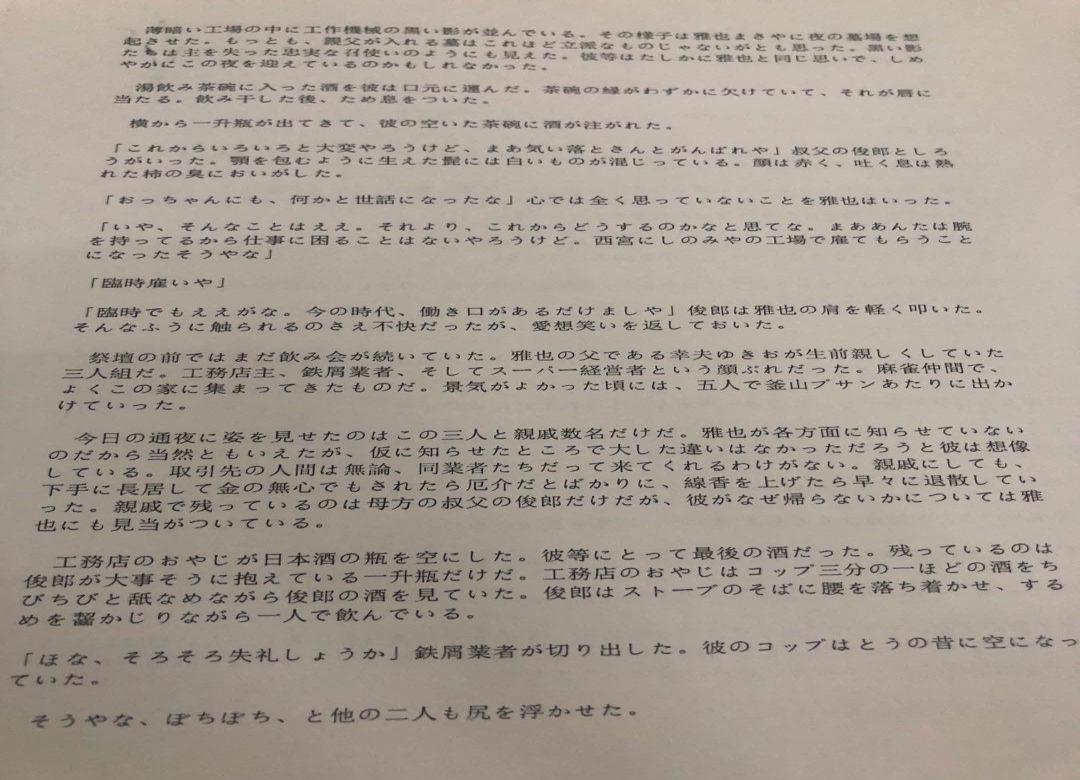 薄暗い工場の中に工作機械の黒い影が並んでいる。その様子は雅也まさやに夜の墓場を想
起させた。もっとも、親父が入れる墓はこれほど立派なものじゃないがとも思った。黒い影
たちは主を失った忠実な召使いのようにも見えた。彼等はたしかに雅也と同じ思いで、しめ
やかにこの夜を迎えているのかもしれなかった。
湯飲み茶碗に入った酒を彼は口元に運んだ。茶碗の縁がわずかに欠けていて、それが唇に
当たる。飲み干した後、ため息をついた。
横から一升瓶が出てきて、彼の空いた茶碗に酒が注がれた。
「これからいろいろと大変やろうけど、まあ気い落とさんとがんばれや」叔父の俊郎としろ
うがいった。顎を包むように生えた髭には白いものが混じっている。顔は赤く、吐く息は熟
れた柿の臭においがした。
「おっちゃんにも、何かと世話になったな」心では全く思っていないことを雅也はいった。
「いや、そんなことはええ。それより、これからどうするのかなと思てな。まああんたは腕
を持ってるから仕事に困ることはないやろうけど。西宮にしのみやの工場で雇てもらうこと
になったそうやな」
「臨時雇いや」
「臨時でもええがな。今の時代、働き口があるだけましや」俊郎は雅也の肩を軽く叩いた。
そんなふうに触られるのさえ不快だったが、愛想笑いを返しておいた。
祭壇の前ではまだ飲み会が続いていた。雅也の父である幸夫ゆきおが生前親しくしていた
三人組だ。工務店主、鉄屑業者、そしてスーパー経営者という顔ぶれだった。麻雀仲間で、
よくこの家に集まってきたものだ。景気がよかった頃には、五人で釜山プサンあたりに出か
けていった。
今日の通夜に姿を見せたのはこの三人と親戚数名だけだ。雅也が各方面に知らせていない
のだから当然ともいえたが、仮に知らせたところで大した違いはなかっただろうと彼は想像
している。取引先の人間は無論、同業者たちだって来てくれるわけがない。親戚にしても、
下手に長居して金の無心でもされたら厄介だとばかりに、線香を上げたら早々に退散してい
った。親戚で残っているのは母方の叔父の俊郎だけだが、彼がなぜ帰らないかについては雅
也にも見当がついている。
工務店のおやじが日本酒の瓶を空にした。彼等にとって最後の酒だった。残っているのは
俊郎が大事そうに抱えている一升瓶だけだ。工務店のおやじはコップ三分の一ほどの酒をち
びちびと舐なめながら俊郎の酒を見ていた。俊郎はストーブのそばに腰を落ち着かせ、する
めを齧かじりながら一人で飲んでいる。
「ほな、そろそろ失礼しょうか」鉄屑業者が切り出した。彼のコップはとうの昔に空になっ
ていた。
そうやな、ぼちぼち、と他の二人も尻を浮かせた。